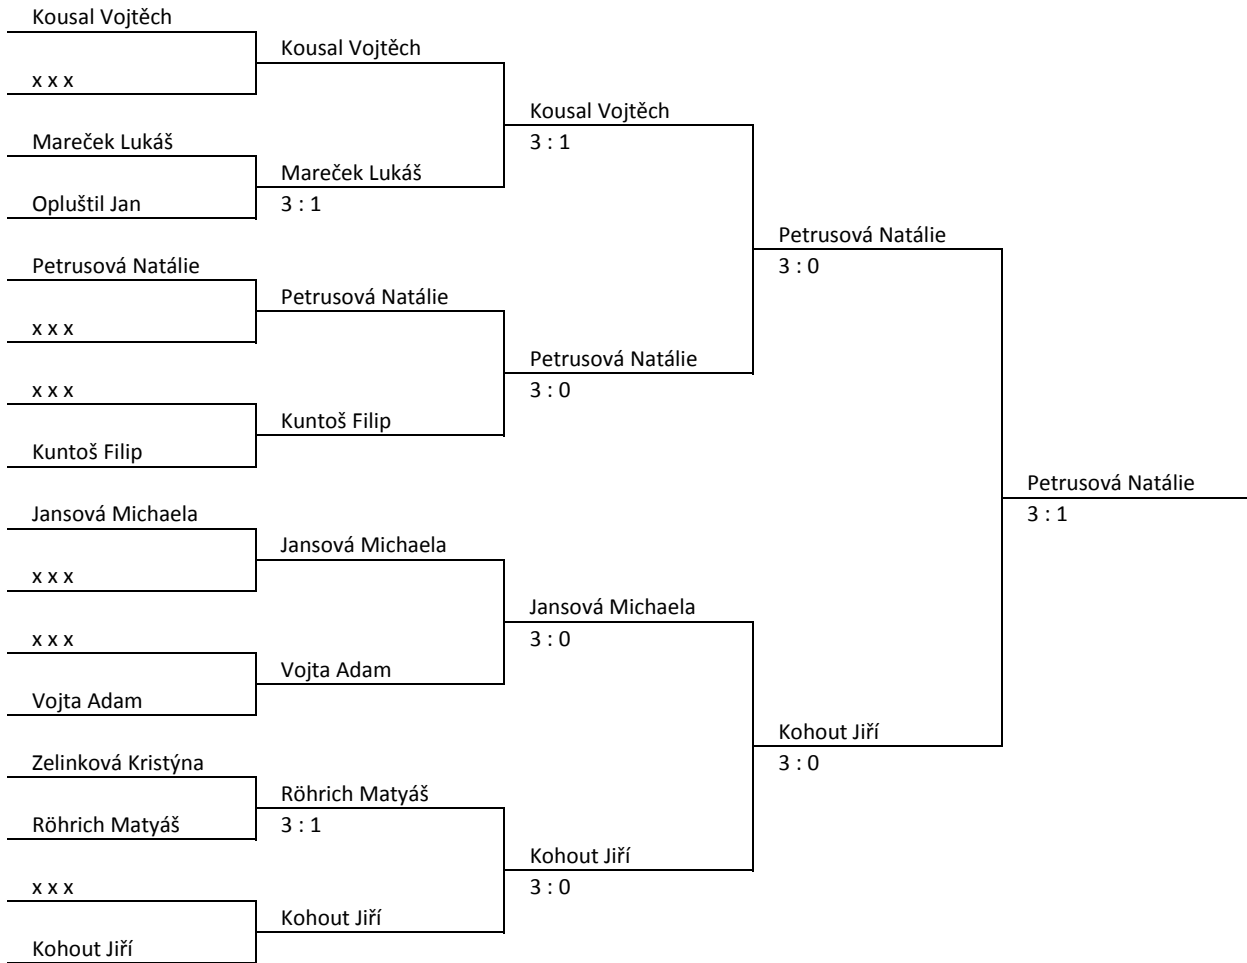 Kousal Vojtěch
x x x
Mareček Lukáš
Opluštil Jan
Petrusová Natálie
x x x
x x x
Kuntoš Filip
Jansová Michaela
x x x
x x x
Vojta Adam
Zelinková Kristýna
Röhrich Matyáš
x x x
Kohout Jiří
Kousal Vojtěch
Mareček Lukáš
3 : 1
Petrusová Natálie
Kuntoš Filip
Jansová Michaela
Vojta Adam
Röhrich Matyáš
3 : 1
Kohout Jiří
Kousal Vojtěch
3 : 1
Petrusová Natálie
3 : 0
Jansová Michaela
3 : 0
Kohout Jiří
3 : 0
Petrusová Natálie
3 : 0
Kohout Jiří
3 : 0
Petrusová Natálie
3 : 1